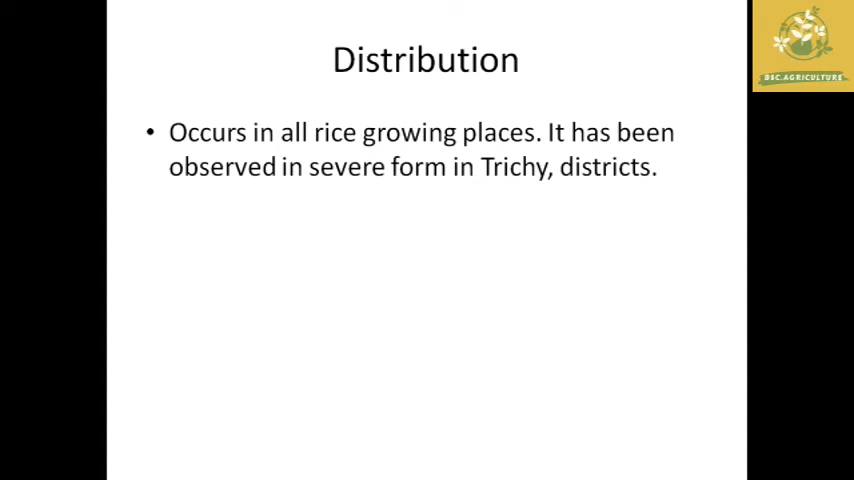 Distribution
BSC.AGRICULTURE
• Occurs in all rice growing places. It has been
observed in severe form in Trichy, districts.